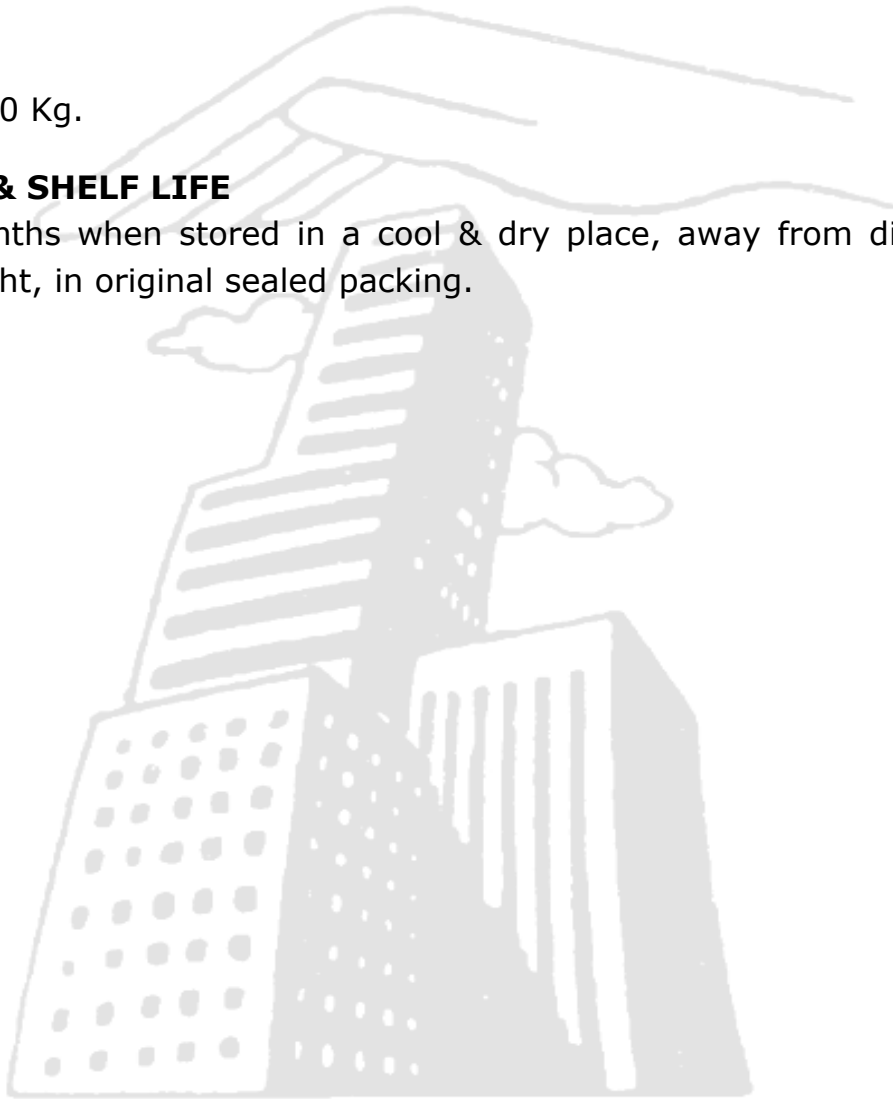 0 Kg.
& SHELF LIFE
nths when stored in a cool & dry place, away from di
ht, in original sealed packing.